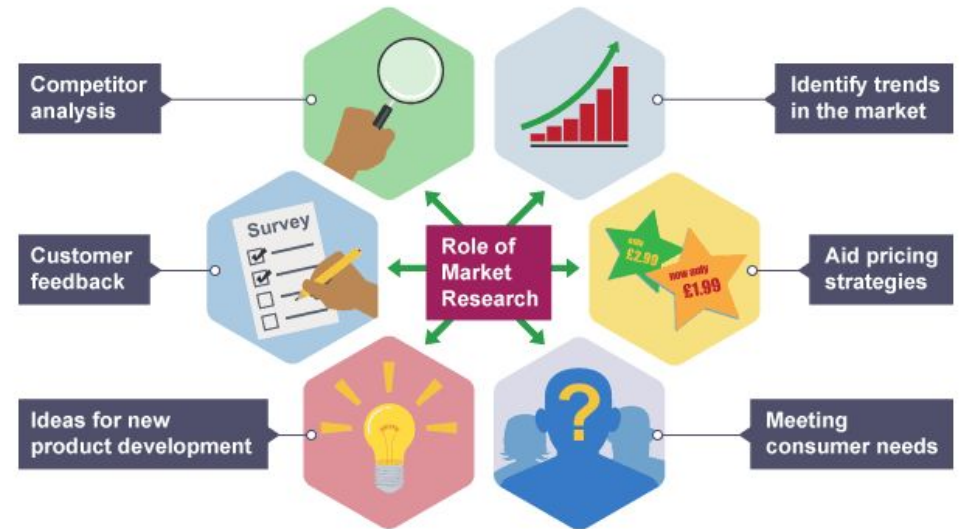 Competitor
analysis
Identify trends
in the market
Survey
Customer
feedback
Role of
Market
Research
only
£2.99
now only
£1.99
Aid pricing
strategies
Ideas for new
product development
?
Meeting
consumer needs